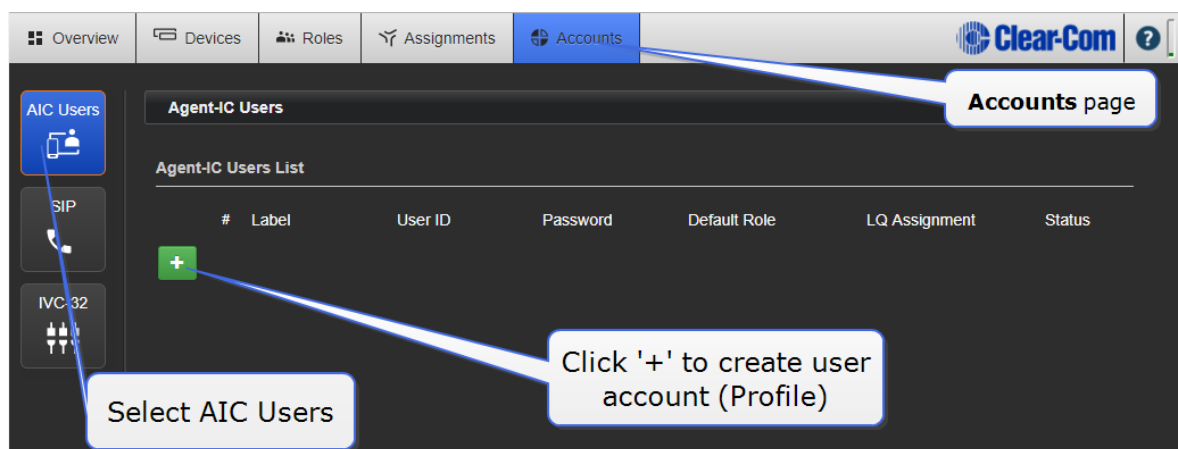 Overview Devices Roles Assignments Accounts Clear-Com ?
Accounts page
AIC Users
Agent-IC Users
Agent-IC Users List
SIP
# Label User ID Password Default Role LQ Assignment Status
+
IVC-32
Click '+' to create user
account (Profile)
Select AIC Users